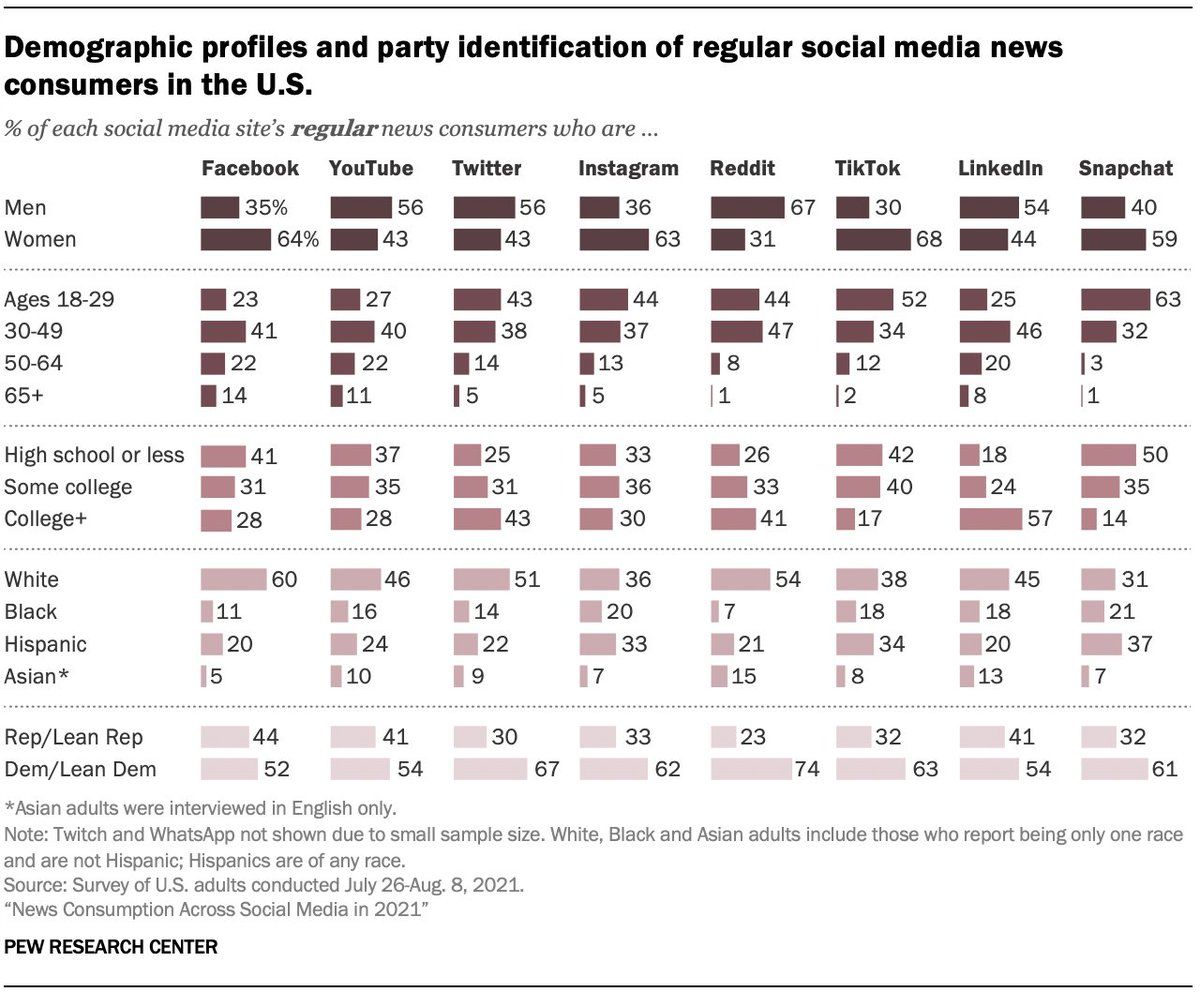 Demographic profiles and party identification of regular social media news
consumers in the U.S.
% of each social media site's regular news consumers who are ...
Facebook YouTube Twitter Instagram Reddit TikTok LinkedIn Snapchat
Men 35% 56 56 36 67 30 54 40
Women 64% 43 43 63 31 68 44 59
Ages 18-29 23 27 43 44 44 52 25 63
30-49 41 40 38 37 47 34 46 32
50-64 22 22 14 13 8 12 20 3
65+ 14 11 5 5 1 2 8 1
High school or less 41 37 25 33 26 42 18 50
Some college 31 35 31 36 33 40 24 35
College+ 28 28 43 30 41 17 57 14
White 60 46 51 36 54 38 45 31
Black 11 16 14 20 7 18 18 21
Hispanic 20 24 22 33 21 34 20 37
Asian* 5 10 9 7 15 8 13 7
Rep/Lean Rep 44 41 30 33 23 32 41 32
Dem/Lean Dem 52 54 67 62 74 63 54 61
*Asian adults were interviewed in English only.
Note: Twitch and WhatsApp not shown due to small sample size. White, Black and Asian adults include those who report being only one race
and are not Hispanic; Hispanics are of any race.
Source: Survey of U.S. adults conducted July 26-Aug. 8, 2021.
"News Consumption Across Social Media in 2021"
PEW RESEARCH CENTER